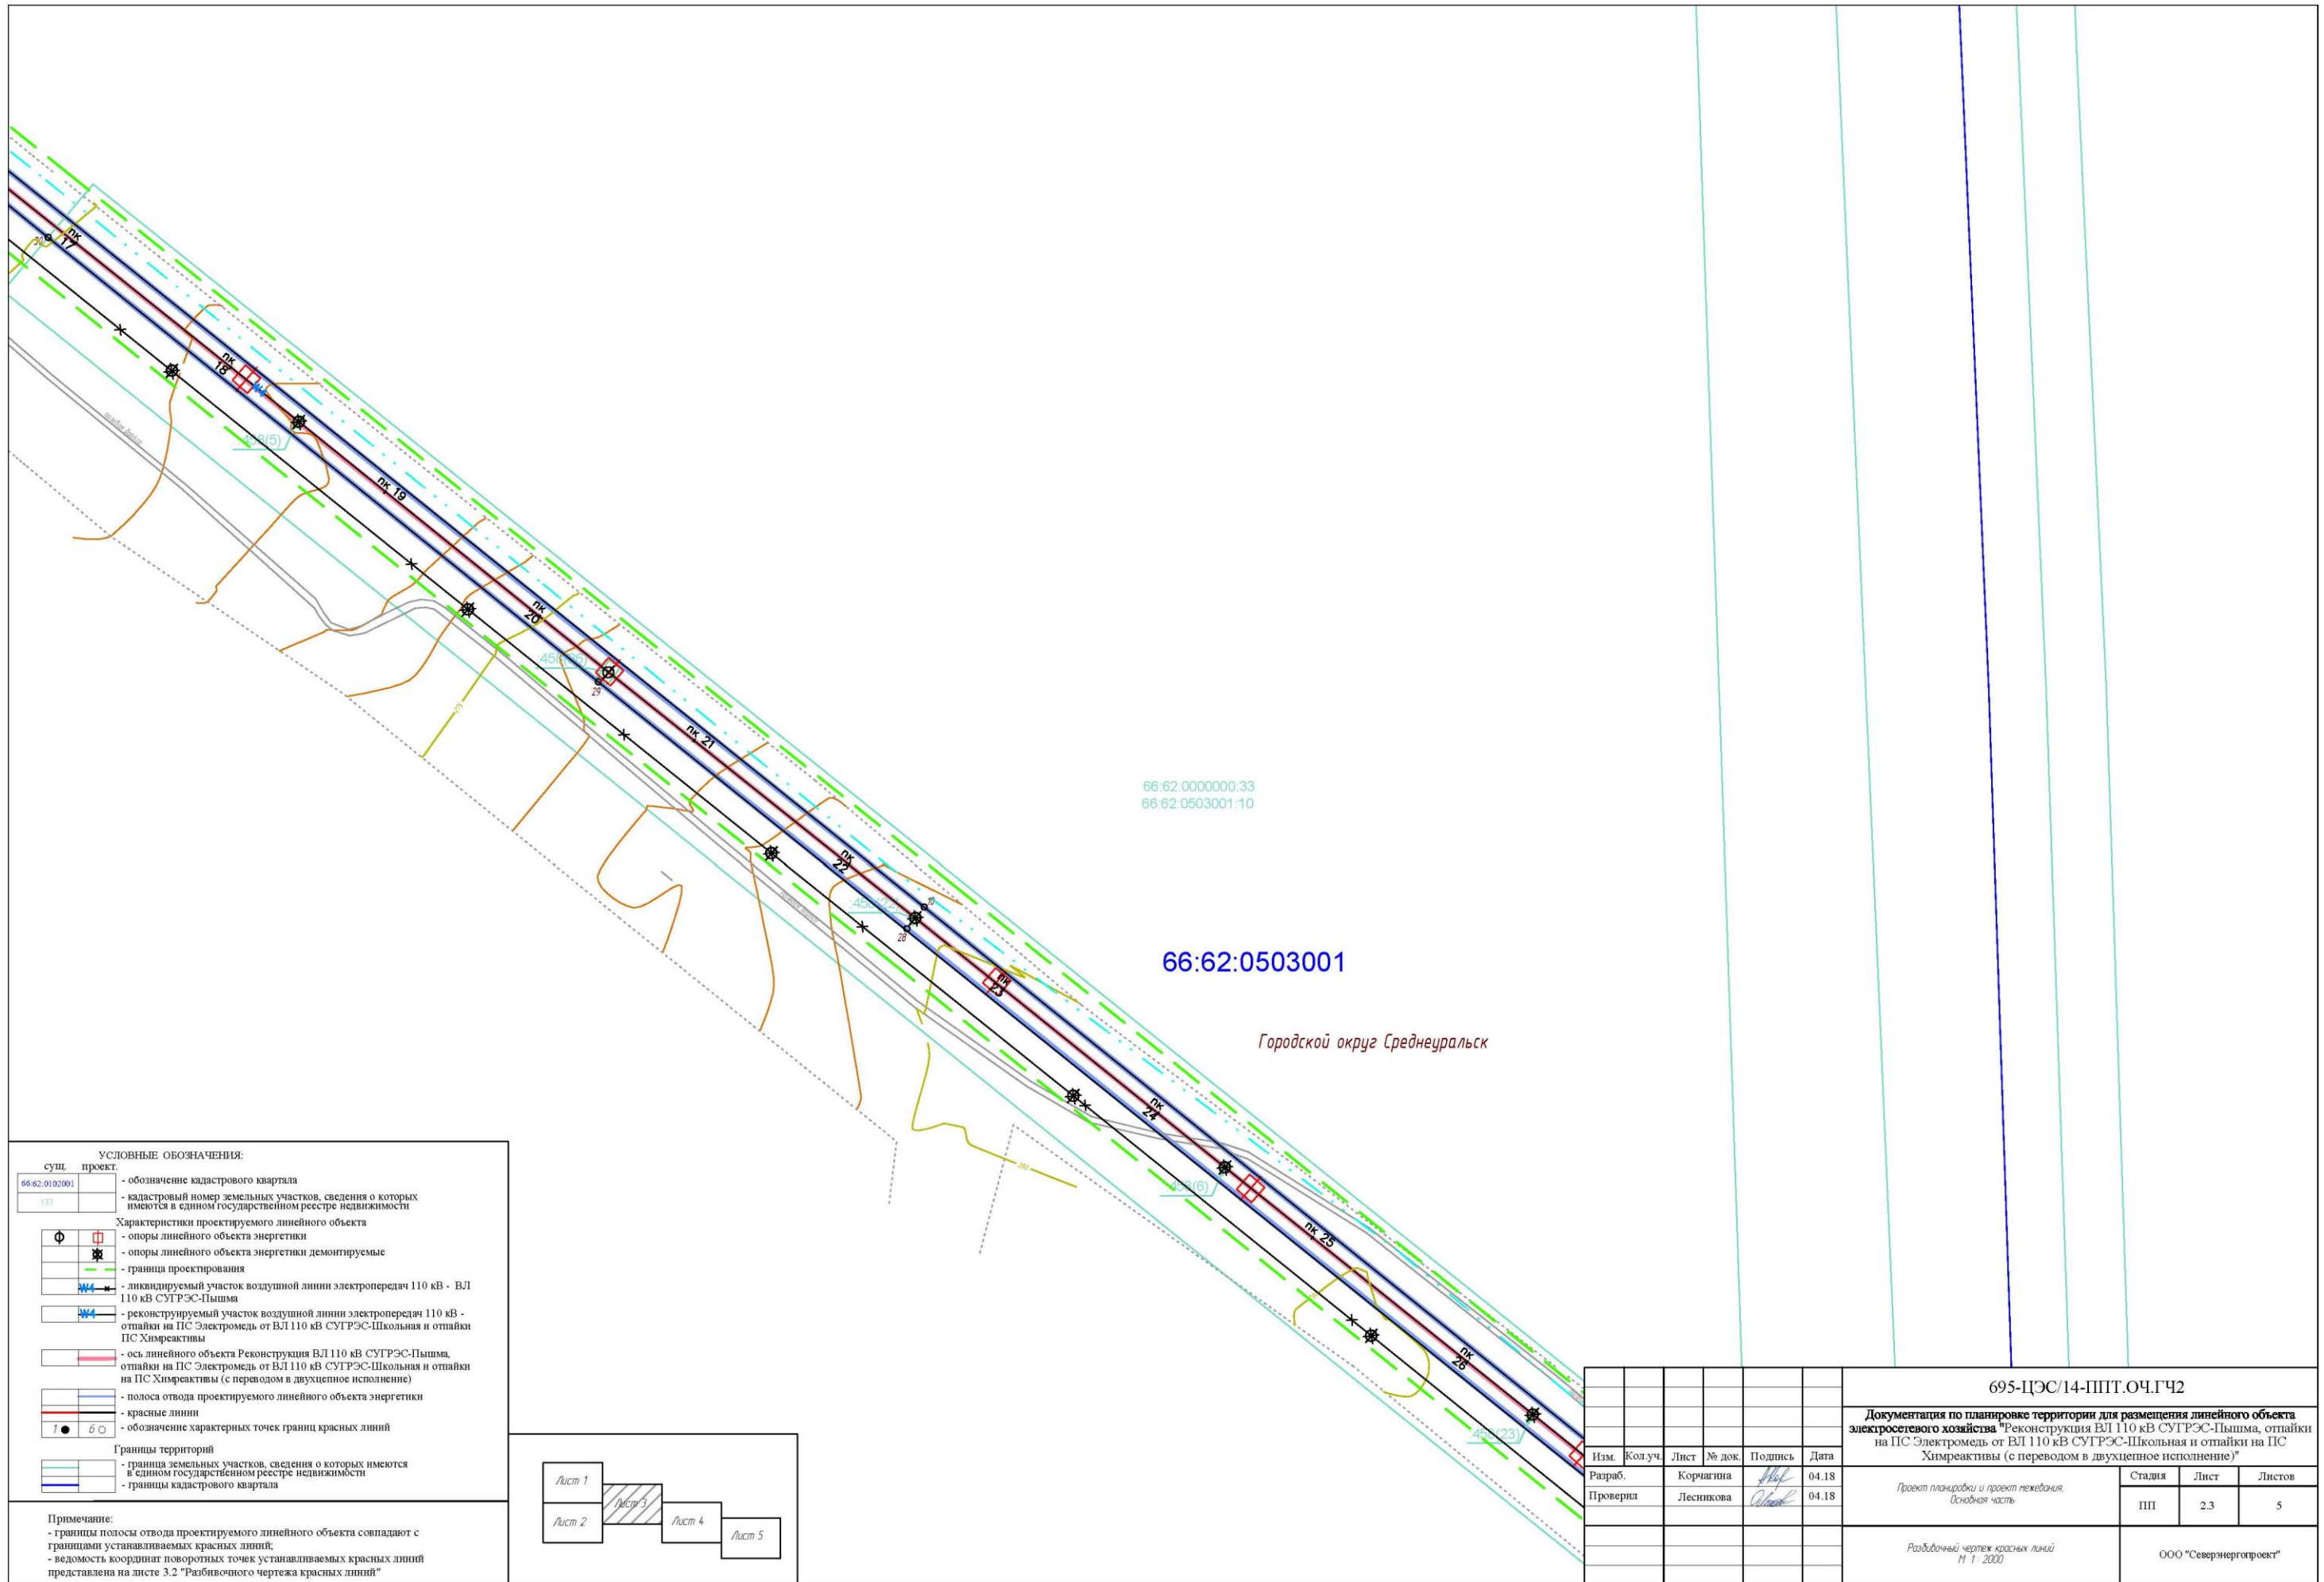 30
ПК
17
ПК
18
W4
458(5)
ПК 19
ПК
20
29
ПК 21
ПК
22
10
28
ПК
23
ПК
24
458(6)
ПК 25
ПК
26
458(23)
66:62:0000000:33
66:62:0503001:10
66:62:0503001
Городской округ Среднеуральск
УСЛОВНЫЕ ОБОЗНАЧЕНИЯ:
сущ. проект.
66:62:0102001 - обозначение кадастрового квартала
:137 - кадастровый номер земельных участков, сведения о которых
имеются в едином государственном реестре недвижимости
Характеристики проектируемого линейного объекта
- опоры линейного объекта энергетики
- опоры линейного объекта энергетики демонтируемые
- граница проектирования
W4 - ликвидируемый участок воздушной линии электропередач 110 кВ - ВЛ
110 кВ СУГРЭС-Пышма
W4 - реконструируемый участок воздушной линии электропередач 110 кВ -
отпайки на ПС Электромедь от ВЛ 110 кВ СУГРЭС-Школьная и отпайки
ПС Химреактивы
- ось линейного объекта Реконструкция ВЛ 110 кВ СУГРЭС-Пышма,
отпайки на ПС Электромедь от ВЛ 110 кВ СУГРЭС-Школьная и отпайки
на ПС Химреактивы (с переводом в двухцепное исполнение)
- полоса отвода проектируемого линейного объекта энергетики
- красные линии
1 6 - обозначение характерных точек границ красных линий
Границы территорий
- граница земельных участков, сведения о которых имеются
в едином государственном реестре недвижимости
- границы кадастрового квартала
Примечание:
- границы полосы отвода проектируемого линейного объекта совпадают с
границами устанавливаемых красных линий;
- ведомость координат поворотных точек устанавливаемых красных линий
представлена на листе 3.2 "Разбивочного чертежа красных линий"
Лист 1
Лист 2
Лист 3
Лист 4
Лист 5
695-ЦЭС/14-ППТ.ОЧ.ГЧ2
Документация по планировке территории для размещения линейного объекта
электросетевого хозяйства "Реконструкция ВЛ 110 кВ СУГРЭС-Пышма, отпайки
на ПС Электромедь от ВЛ 110 кВ СУГРЭС-Школьная и отпайки на ПС
Химреактивы (с переводом в двухцепное исполнение)"
Изм. Кол.уч. Лист № док. Подпись Дата
Разраб. Корчагина 04.18
Проверил Лесникова 04.18
Проект планировки и проект межевания.
Основная часть
Стадия Лист Листов
ПП 2.3 5
Разбивочный чертеж красных линий
М 1: 2000
ООО "Северэнергопроект"